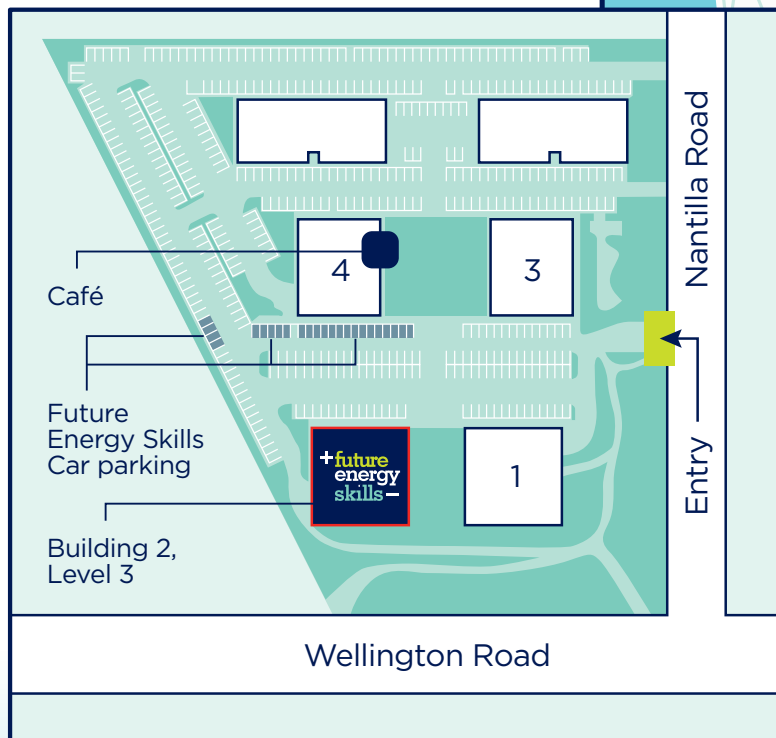 Nantilla Road
4
3
Café
Future
Energy Skills
Car parking
Entry
+future
energy
skills–
1
Building 2,
Level 3
Wellington Road